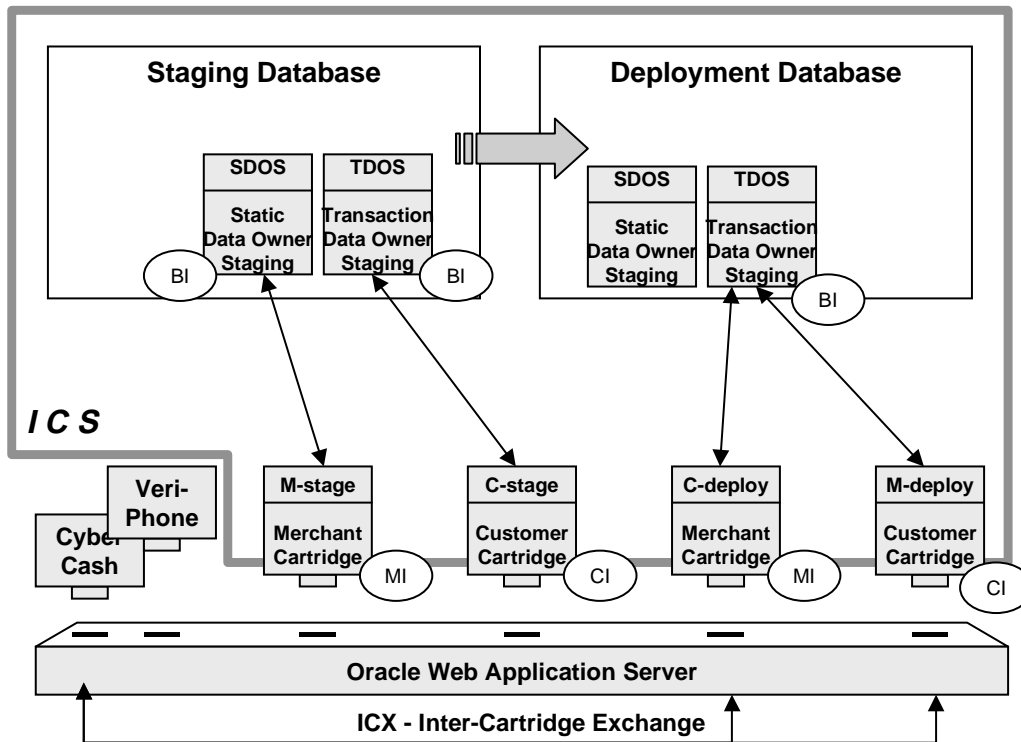 Staging Database
Deployment Database
SDOS
Static
Data Owner
Staging
TDOS
Transaction
Data Owner
Staging
BI
BI
SDOS
Static
Data Owner
Staging
TDOS
Transaction
Data Owner
Staging
BI
ICS
Veri-
Phone
Cyber
Cash
M-stage
Merchant
Cartridge
MI
C-stage
Customer
Cartridge
CI
C-deploy
Merchant
Cartridge
MI
M-deploy
Customer
Cartridge
CI
Oracle Web Application Server
ICX - Inter-Cartridge Exchange